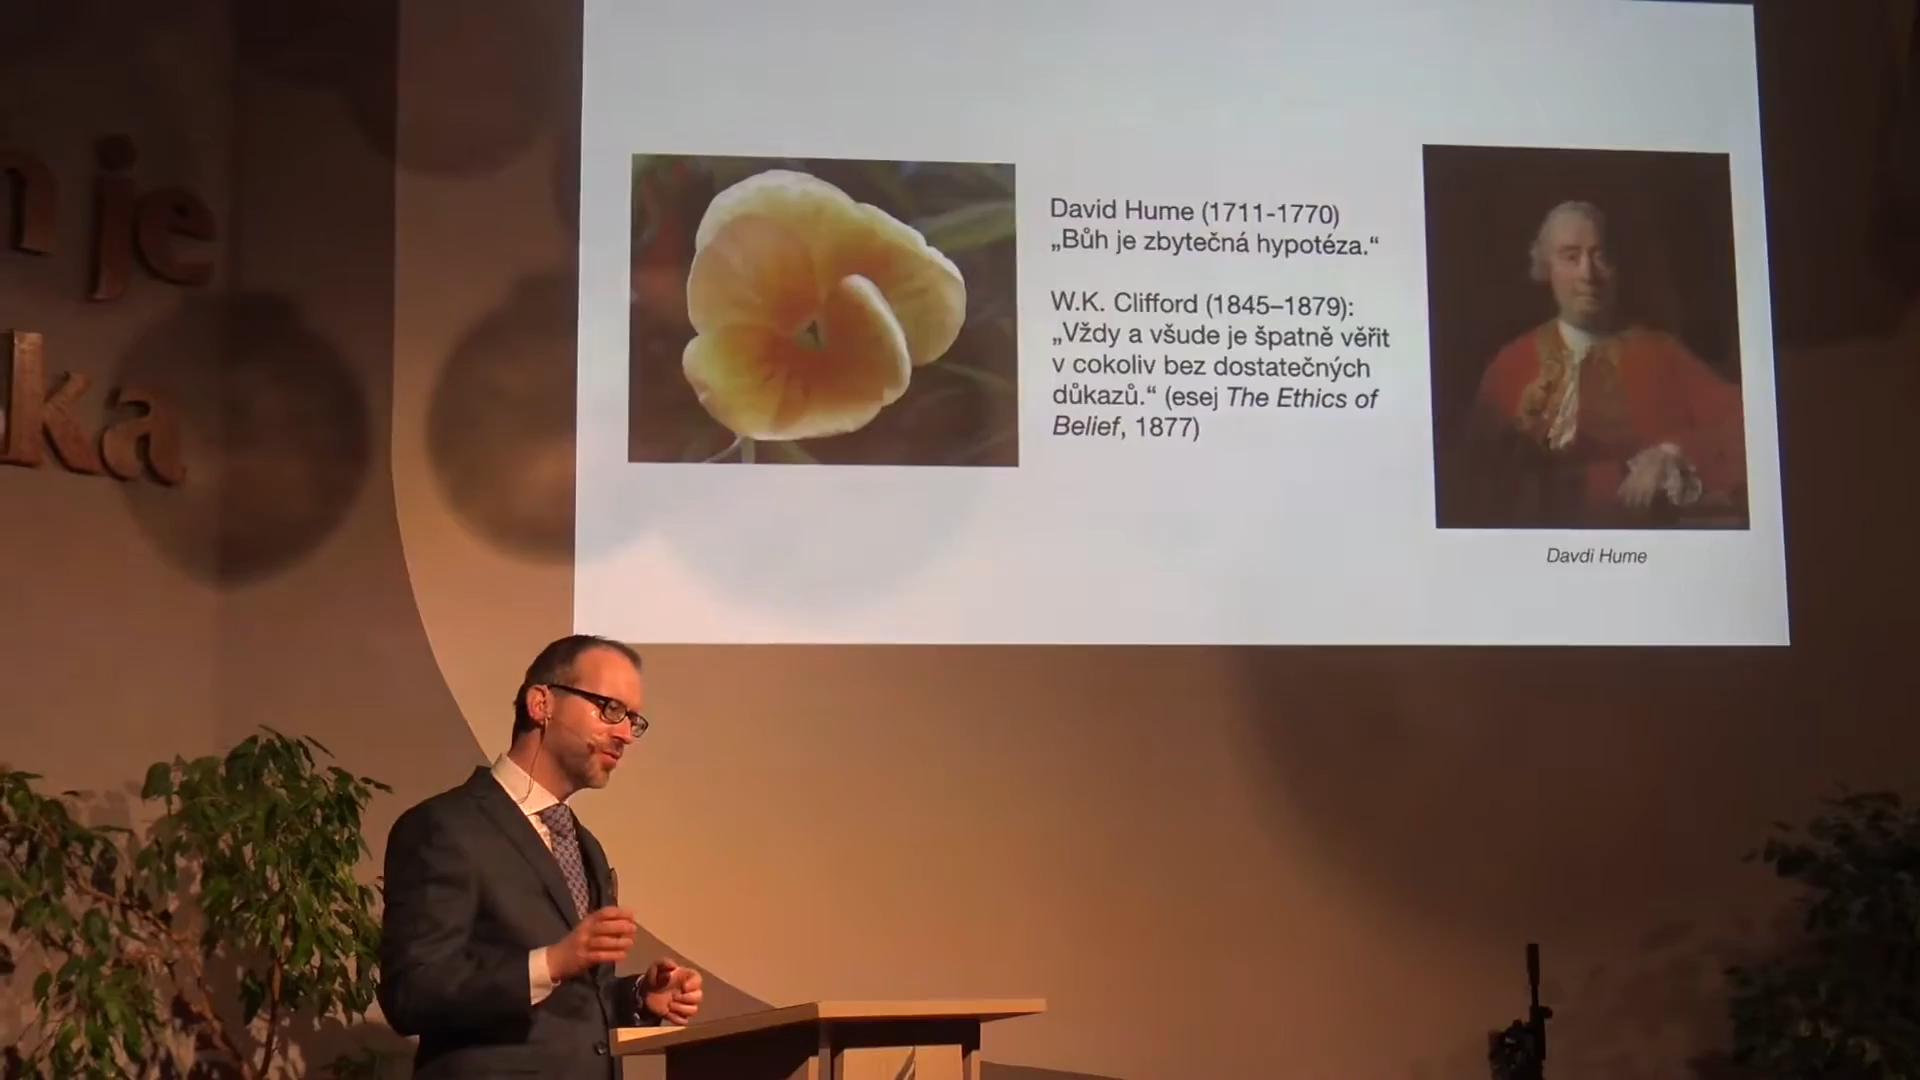 n je
ka
David Hume (1711-1770)
„Bůh je zbytečná hypotéza.“
W.K. Clifford (1845–1879):
„Vždy a všude je špatně věřit
v cokoliv bez dostatečných
důkazů.“ (esej The Ethics of
Belief, 1877)
Davdi Hume